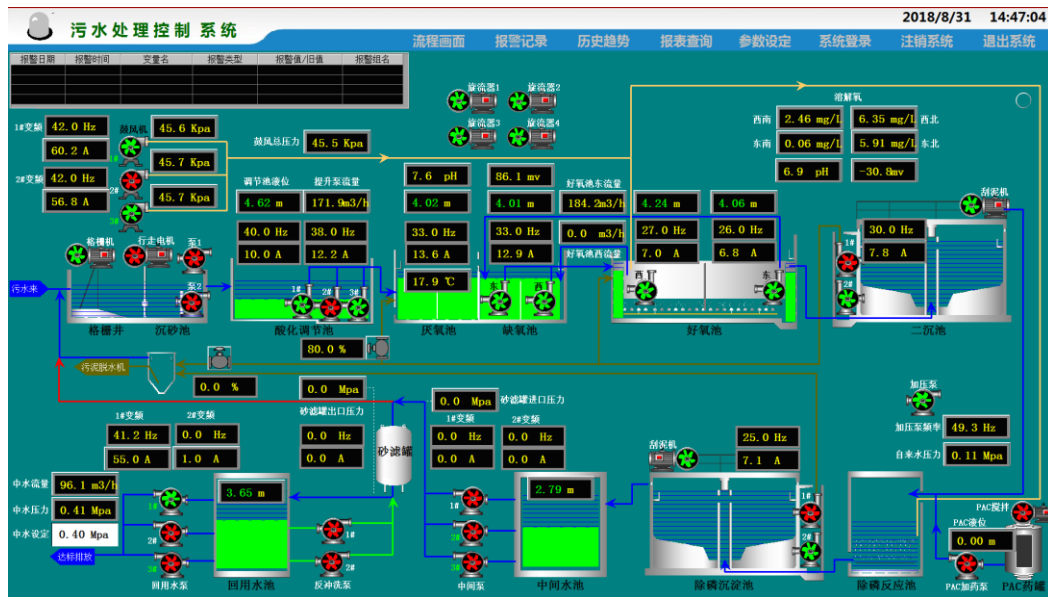 2018/8/31 14:47:04
污水处理控制 系统
流程画面 报警记录 历史趋势 报表查询 参数设定 系统登录 注销系统 退出系统
报警日期 报警时间 变量名 报警类型 报警值/旧值 报警组名
旋流器1 旋流器2
旋流器3 旋流器4
溶解氧
西南 2.46 mg/L 6.35 mg/L 西北
东南 0.06 mg/L 5.91 mg/L 东北
6.9 pH -30.8mv
1#变频 42.0 Hz 鼓风机 45.6 Kpa
60.2 A 1# 45.7 Kpa
2#变频 42.0 Hz 2# 45.7 Kpa
56.8 A 3#
鼓风总压力 45.5 Kpa
调节池液位 提升泵流量
4.62 m 171.9m3/h
40.0 Hz 38.0 Hz
10.0 A 12.2 A
7.6 pH 86.1 mv
4.02 m 4.01 m
33.0 Hz 33.0 Hz
13.6 A 12.9 A
17.9 ℃
好氧池东流量
184.2m3/h
0.0 m3/h
好氧池西流量
4.24 m 4.06 m
27.0 Hz 26.0 Hz
7.0 A 6.8 A
刮泥机
30.0 Hz
7.8 A
1#
2#
格栅机 行走电机 泵1
泵2
污水来
1# 2# 3#
东 西
西 东
格栅井 沉砂池 酸化调节池 厌氧池 缺氧池 好氧池 二沉池
80.0 %
污泥脱水机
0.0 %
0.0 Mpa
砂滤罐出口压力
0.0 Hz
0.0 A
0.0 Mpa 砂滤罐进口压力
1#变频 2#变频
0.0 Hz 0.0 Hz
0.0 A 0.0 A
砂滤罐
1#变频 2#变频
41.2 Hz 0.0 Hz
55.0 A 1.0 A
中水流量 96.1 m3/h
中水压力 0.41 Mpa
中水设定 0.40 Mpa
达标排放
3.65 m
1#
2#
3#
1#
2#
回用水泵 回用水池 反冲洗泵
2.79 m
1#
2#
3#
中间泵 中间水池
刮泥机
25.0 Hz
7.1 A
1#
2#
除磷沉淀池 除磷反应池
加压泵
加压泵频率 49.3 Hz
自来水压力 0.11 Mpa
PAC搅拌
PAC液位
0.00 m
PAC加药泵 PAC药罐